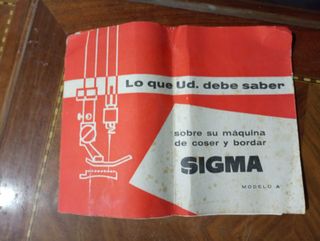 Lo que Ud. debe saber
sobre su máquina
de coser y bordar
SIGMA
MODELO A